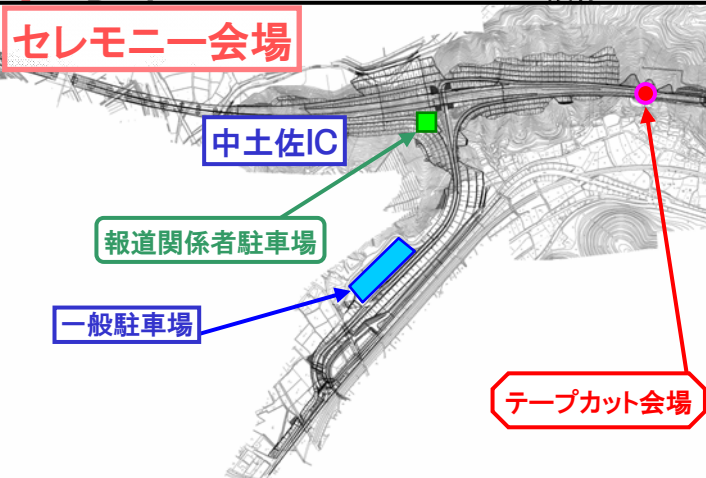 セレモニー会場
中土佐IC
報道関係者駐車場
一般駐車場
テープカット会場